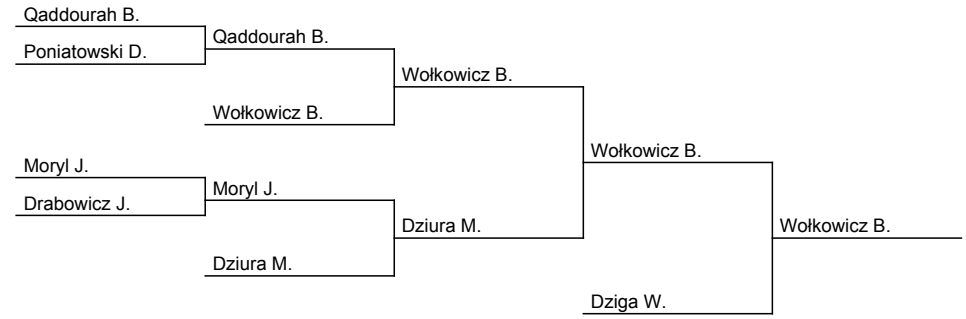 Qaddourah B.
Poniatowski D.
Qaddourah B.
Wołkowicz B.
Wołkowicz B.
Moryl J.
Drabowicz J.
Moryl J.
Dziura M.
Dziura M.
Wołkowicz B.
Dziga W.
Wołkowicz B.